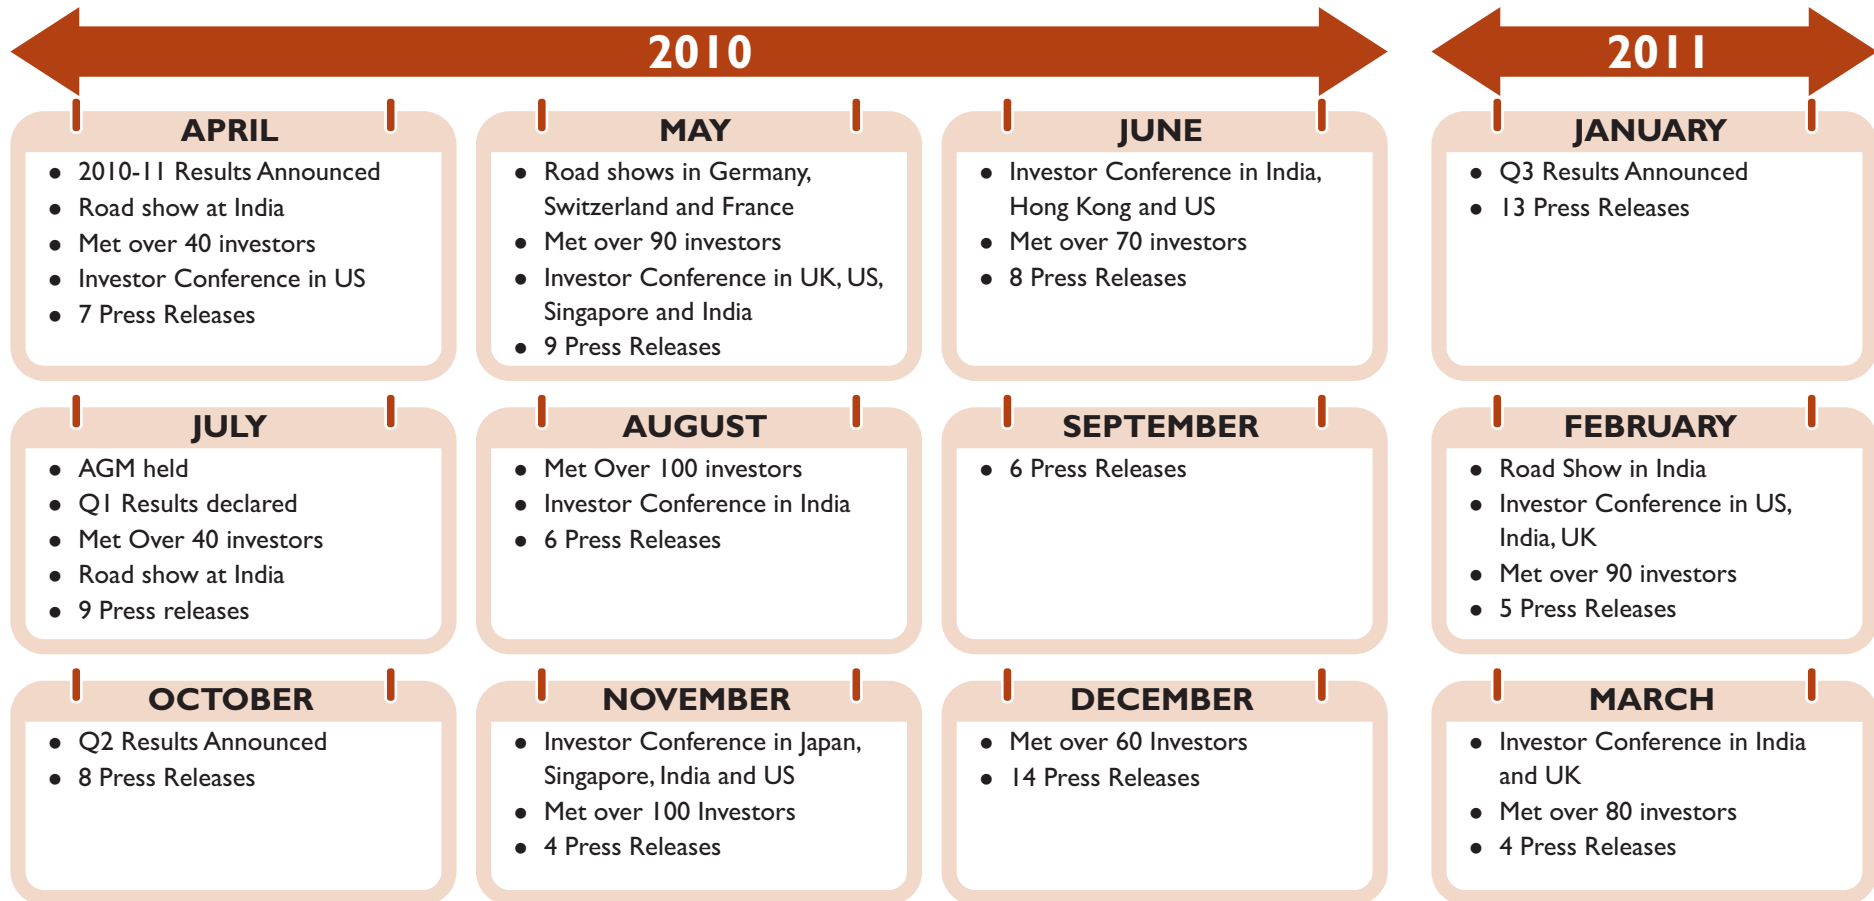 2010
2011
APRIL
● 2010-11 Results Announced
● Road show at India
● Met over 40 investors
● Investor Conference in US
● 7 Press Releases
MAY
● Road shows in Germany,
Switzerland and France
● Met over 90 investors
● Investor Conference in UK, US,
Singapore and India
● 9 Press Releases
JUNE
● Investor Conference in India,
Hong Kong and US
● Met over 70 investors
● 8 Press Releases
JANUARY
● Q3 Results Announced
● 13 Press Releases
JULY
● AGM held
● Q1 Results declared
● Met Over 40 investors
● Road show at India
● 9 Press releases
AUGUST
● Met Over 100 investors
● Investor Conference in India
● 6 Press Releases
SEPTEMBER
● 6 Press Releases
FEBRUARY
● Road Show in India
● Investor Conference in US,
India, UK
● Met over 90 investors
● 5 Press Releases
OCTOBER
● Q2 Results Announced
● 8 Press Releases
NOVEMBER
● Investor Conference in Japan,
Singapore, India and US
● Met over 100 Investors
● 4 Press Releases
DECEMBER
● Met over 60 Investors
● 14 Press Releases
MARCH
● Investor Conference in India
and UK
● Met over 80 investors
● 4 Press Releases